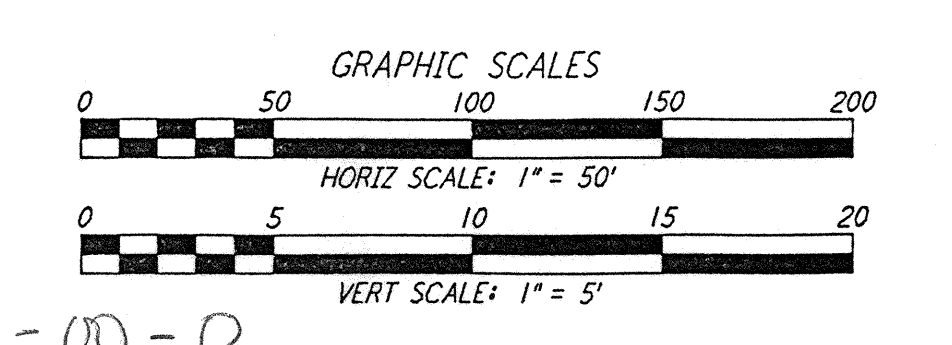 GRAPHIC SCALES
0 50 100 150 200
HORIZ SCALE: 1" = 50'
0 5 10 15 20
VERT SCALE: 1" = 5'